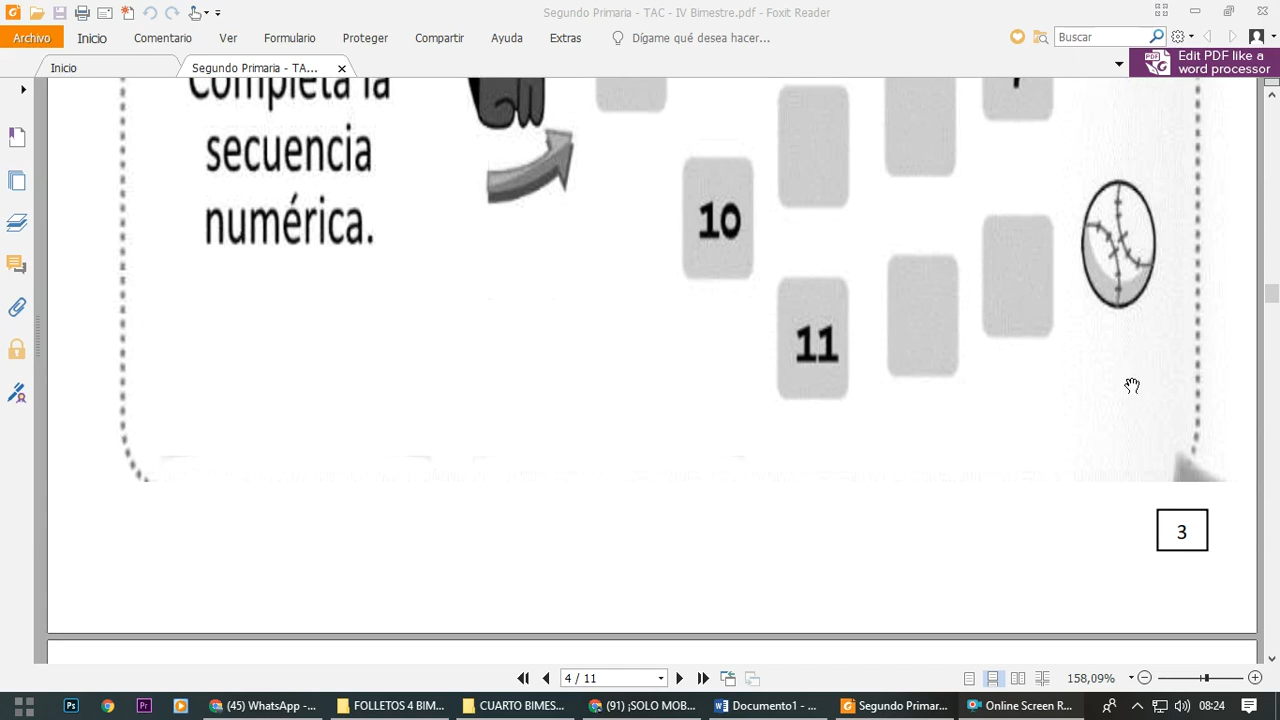 Segundo Primaria - TAC - IV Bimestre.pdf - Foxit Reader
Archivo Inicio Comentario Ver Formulario Proteger Compartir Ayuda Extras Dígame qué desea hacer... Buscar
Inicio Segundo Primaria - TA... Edit PDF like a
word processor
Completa la
secuencia
numérica.
10
11
3
4 / 11 158,09%
(45) WhatsApp -... FOLLETOS 4 BIM... CUARTO BIMES... (91) ¡SOLO MOB... Documento1 - ... Segundo Primar... Online Screen R... 08:24